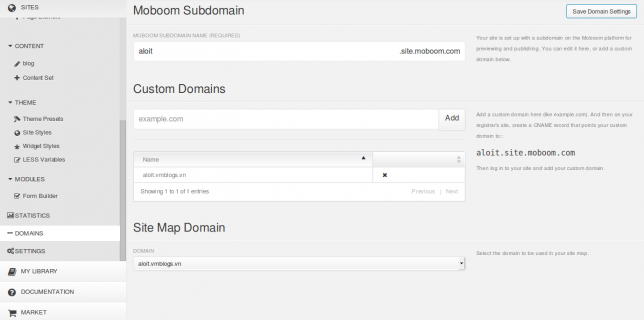 SITES
CONTENT
blog
Content Set
THEME
Theme Presets
Site Styles
Widget Styles
LESS Variables
MODULES
Form Builder
STATISTICS
DOMAINS
SETTINGS
MY LIBRARY
DOCUMENTATION
MARKET
Moboom Subdomain
Save Domain Settings
MOBOOM SUBDOMAIN NAME (REQUIRED)
aloit .site.moboom.com
Your site is set up with a subdomain on the Moboom platform for
previewing and publishing. You can edit it here, or add a custom
domain below.
Custom Domains
example.com Add
Add a custom domain here (like example.com). And then on your
registrar's site, create a CNAME record that points your custom
domain to:
aloit.site.moboom.com
Then log in to your site and add your custom domain.
Name
aloit.vmblogs.vn
Showing 1 to 1 of 1 entries
Previous | Next
Site Map Domain
DOMAIN
aloit.vmblogs.vn
Select the domain to be used in your site map.